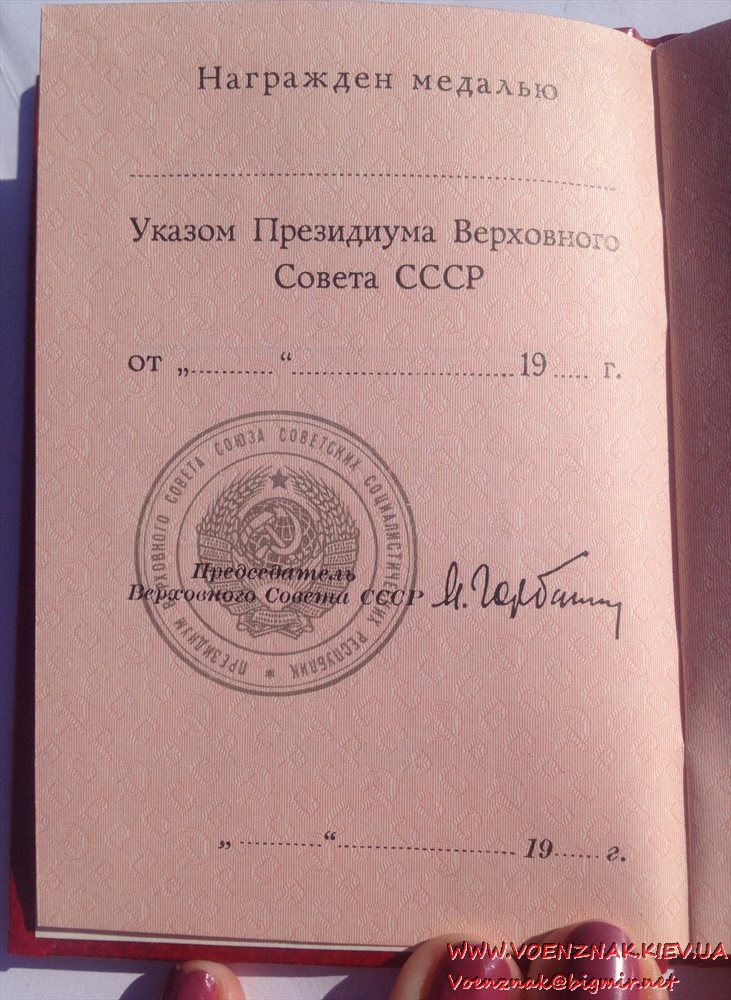 Награжден медалью
Указом Президиума Верховного
Совета СССР
от „ “ 19 г.
ПРЕЗИДИУМ ВЕРХОВНОГО СОВЕТА СОЮЗА СОВЕТСКИХ СОЦИАЛИСТИЧЕСКИХ РЕСПУБЛИК *
Председатель
Верховного Совета СССР
„ “ 19 г.
WWW.VOENZNAK.KIEV.UA
Voenznak@bigmir.net